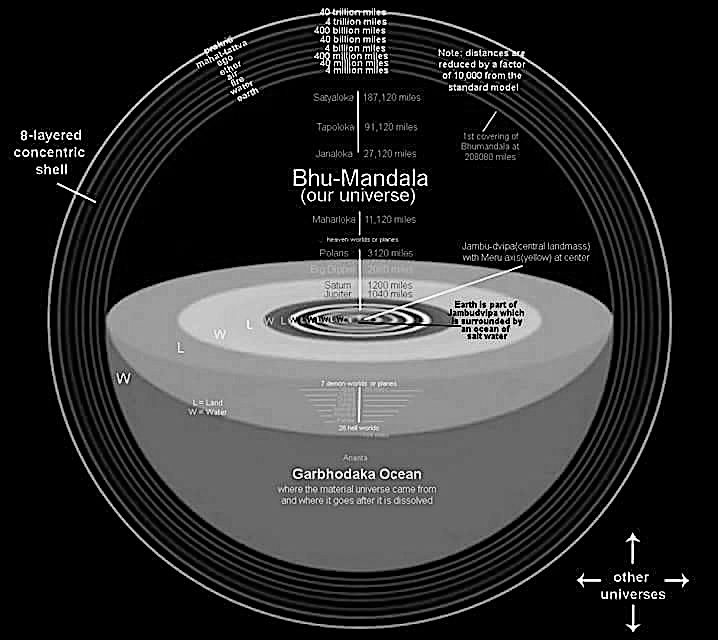 40 trillion miles
4 trillion miles
400 billion miles
40 billion miles
4 billion miles
400 million miles
40 million miles
4 million miles
prakriti
mahat-tattva
ego
ether
air
fire
water
earth
Note: distances are
reduced by a factor
of 10,000 from the
standard model
8-layered
concentric
shell
Satyaloka 187,120 miles
Tapoloka 91,120 miles
Janaloka 27,120 miles
1st covering of
Bhumandala at
208080 miles
Bhu-Mandala
(our universe)
Maharloka 11,120 miles
heaven-worlds or planes
Polaris 3120 miles
Big Dipper
Saturn 1200 miles
Jupiter 1040 miles
Jambu-dvipa(central landmass)
with Meru axis(yellow) at center
Earth is part of
Jambudvipa which
is surrounded by
an ocean of
salt water
W L W L W
L = Land
W = Water
7 demon-worlds or planes
28 hell worlds
Ananta
Garbhodaka Ocean
where the material universe came from
and where it goes after it is dissolved
other
universes